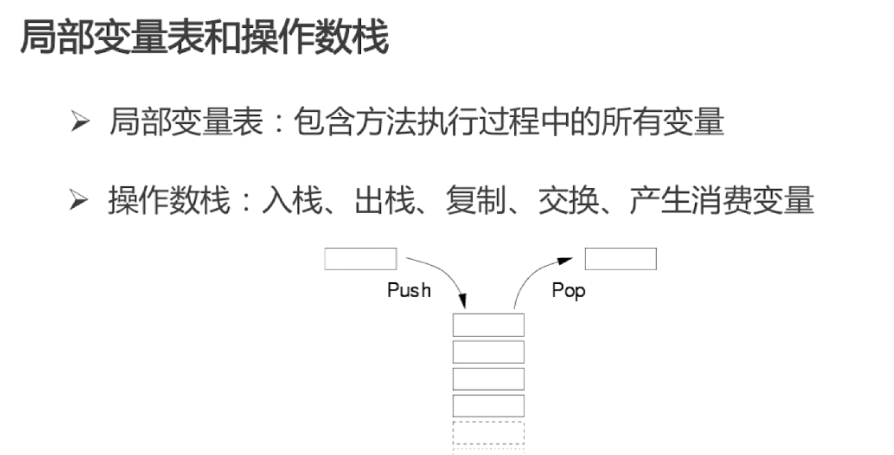 局部变量表和操作数栈
➢ 局部变量表：包含方法执行过程中的所有变量
➢ 操作数栈：入栈、出栈、复制、交换、产生消费变量
Push Pop